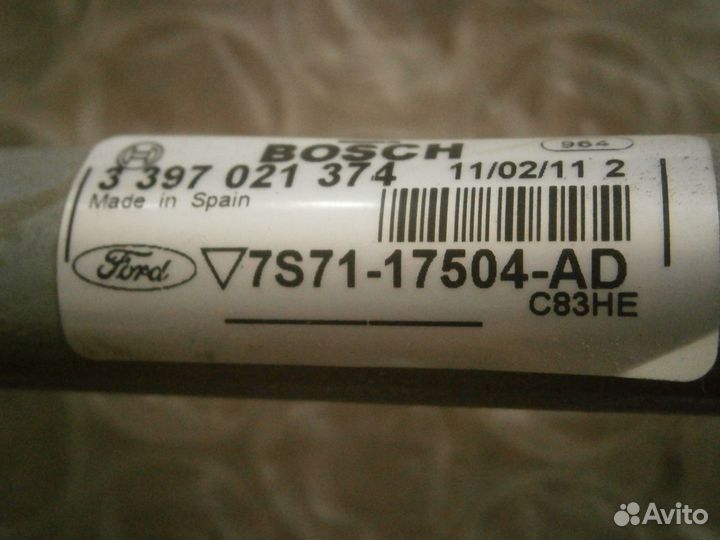 BOSCH 964
3 397 021 374 11/02/11 2
Made in Spain
Ford 7S71-17504-AD
C83HE
Avito